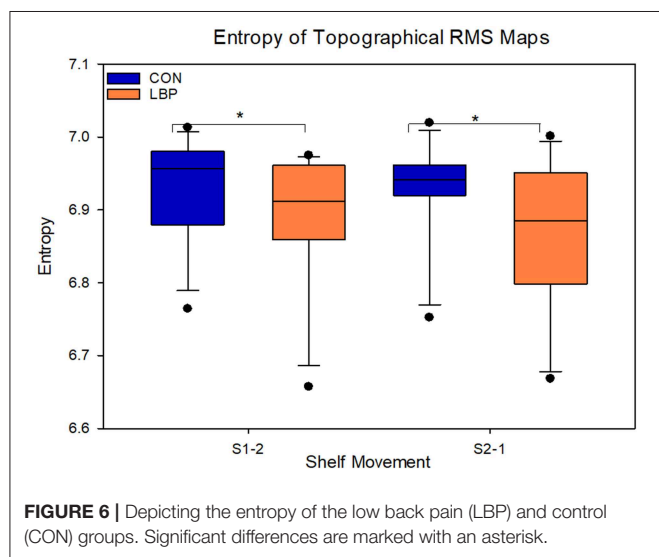 Entropy of Topographical RMS Maps
7.1
CON
LBP
7.0
* *
6.9
Entropy
6.8
6.7
6.6
S1-2 S2-1
Shelf Movement
FIGURE 6 | Depicting the entropy of the low back pain (LBP) and control
(CON) groups. Significant differences are marked with an asterisk.